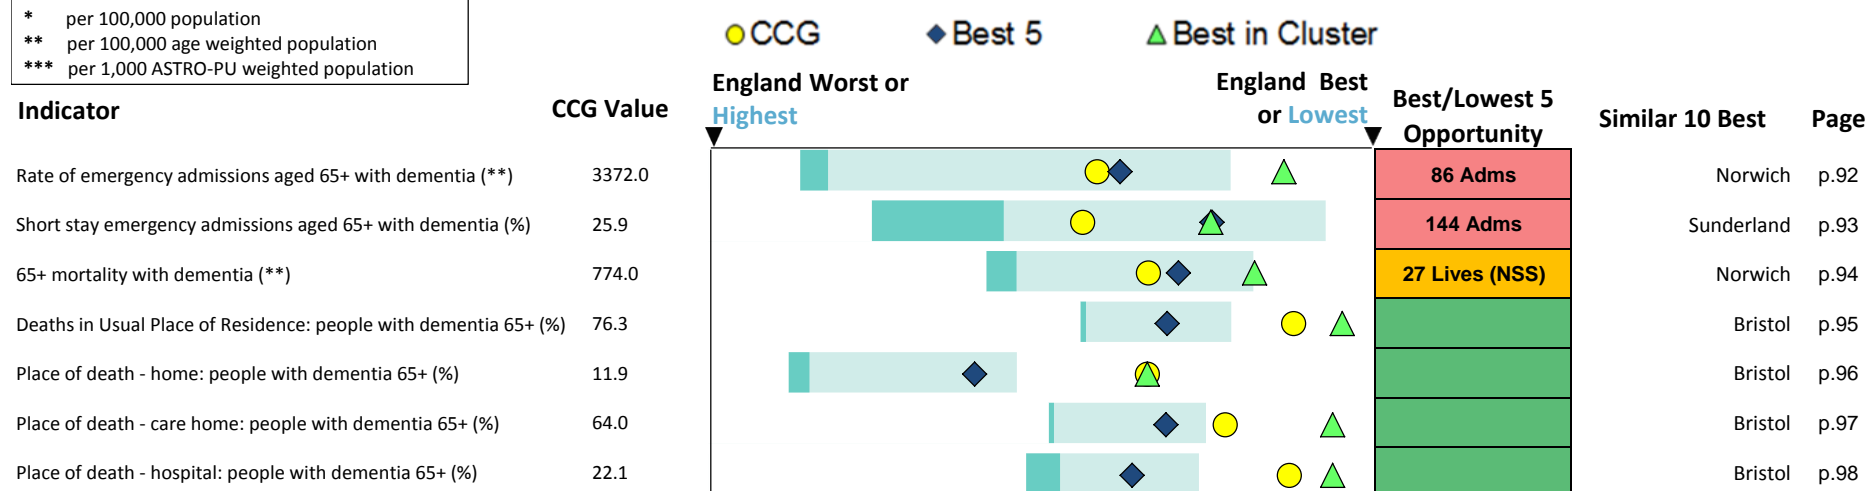 * per 100,000 population
** per 100,000 age weighted population
*** per 1,000 ASTRO-PU weighted population
CCG Best 5 Best in Cluster
Indicator CCG Value England Worst or Highest England Best or Lowest Best/Lowest 5 Opportunity Similar 10 Best Page
Rate of emergency admissions aged 65+ with dementia (**) 3372.0 86 Adms Norwich p.92
Short stay emergency admissions aged 65+ with dementia (%) 25.9 144 Adms Sunderland p.93
65+ mortality with dementia (**) 774.0 27 Lives (NSS) Norwich p.94
Deaths in Usual Place of Residence: people with dementia 65+ (%) 76.3 Bristol p.95
Place of death - home: people with dementia 65+ (%) 11.9 Bristol p.96
Place of death - care home: people with dementia 65+ (%) 64.0 Bristol p.97
Place of death - hospital: people with dementia 65+ (%) 22.1 Bristol p.98